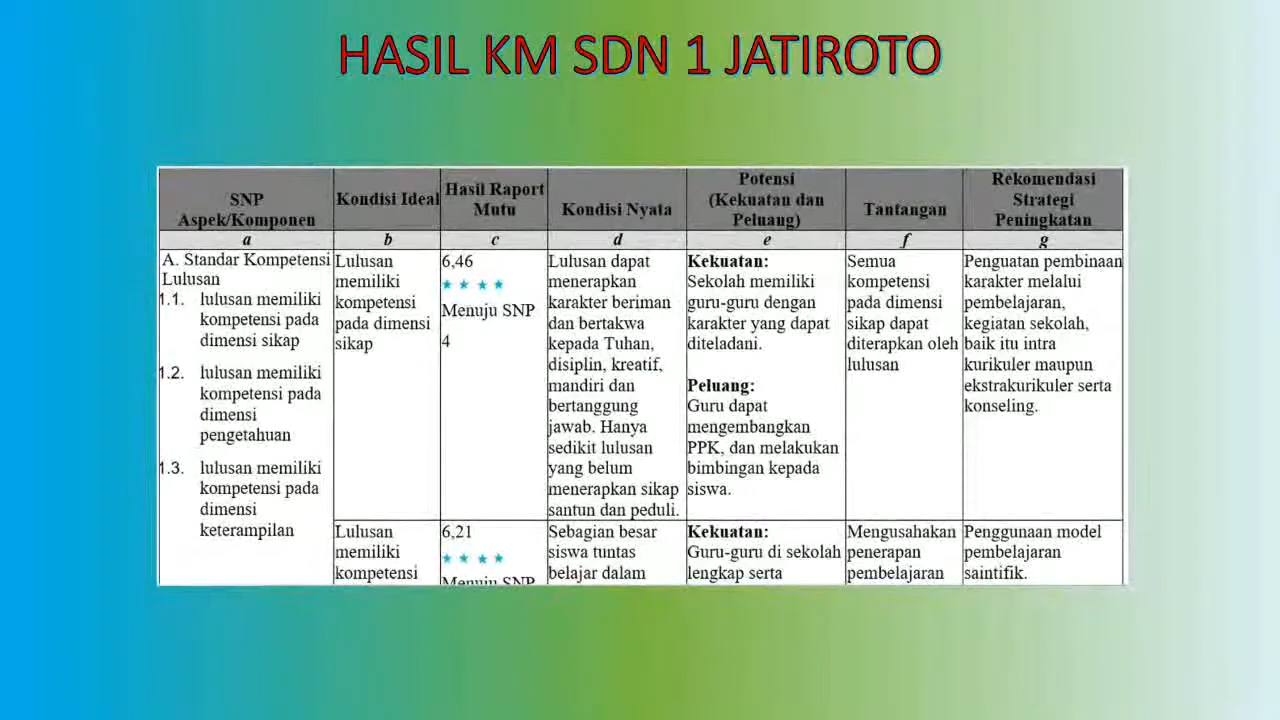 HASIL KM SDN 1 JATIROTO
SNP
Aspek/Komponen
Kondisi Ideal
Hasil Raport
Mutu
Kondisi Nyata
Potensi
(Kekuatan dan
Peluang)
Tantangan
Rekomendasi
Strategi
Peningkatan
a
b
c
d
e
f
g
A. Standar Kompetensi
Lulusan
1.1. lulusan memiliki
kompetensi pada
dimensi sikap
1.2. lulusan memiliki
kompetensi pada
dimensi
pengetahuan
1.3. lulusan memiliki
kompetensi pada
dimensi
keterampilan
Lulusan
memiliki
kompetensi
pada dimensi
sikap
6,46
★ ★ ★ ★
Menuju SNP
4
Lulusan dapat
menerapkan
karakter beriman
dan bertakwa
kepada Tuhan,
disiplin, kreatif,
mandiri dan
bertanggung
jawab. Hanya
sedikit lulusan
yang belum
menerapkan sikap
santun dan peduli.
Kekuatan:
Sekolah memiliki
guru-guru dengan
karakter yang dapat
diteladani.
Peluang:
Guru dapat
mengembangkan
PPK, dan melakukan
bimbingan kepada
siswa.
Semua
kompetensi
pada dimensi
sikap dapat
diterapkan oleh
lulusan
Penguatan pembinaan
karakter melalui
pembelajaran,
kegiatan sekolah,
baik itu intra
kurikuler maupun
ekstrakurikuler serta
konseling.
Lulusan
memiliki
kompetensi
6,21
★ ★ ★ ★
Menuju SNP
Sebagian besar
siswa tuntas
belajar dalam
Kekuatan:
Guru-guru di sekolah
lengkap serta
Mengusahakan
penerapan
pembelajaran
Penggunaan model
pembelajaran
saintifik.